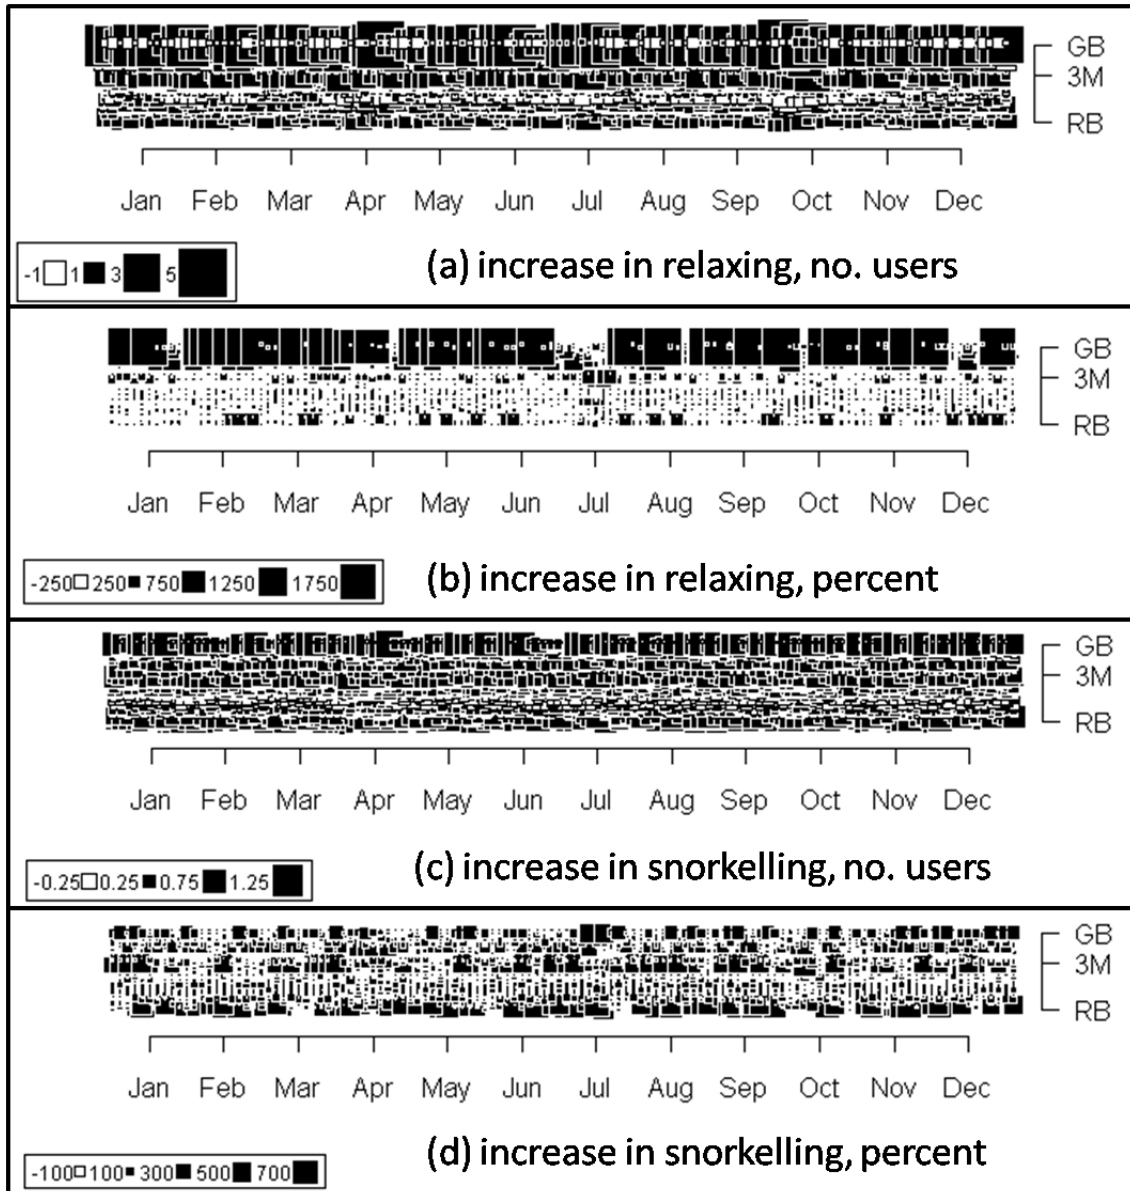 GB
3M
RB
Jan Feb Mar Apr May Jun Jul Aug Sep Oct Nov Dec
-1 1 3 5
(a) increase in relaxing, no. users
GB
3M
RB
Jan Feb Mar Apr May Jun Jul Aug Sep Oct Nov Dec
-250 250 750 1250 1750
(b) increase in relaxing, percent
GB
3M
RB
Jan Feb Mar Apr May Jun Jul Aug Sep Oct Nov Dec
-0.25 0.25 0.75 1.25
(c) increase in snorkelling, no. users
GB
3M
RB
Jan Feb Mar Apr May Jun Jul Aug Sep Oct Nov Dec
-100 100 300 500 700
(d) increase in snorkelling, percent